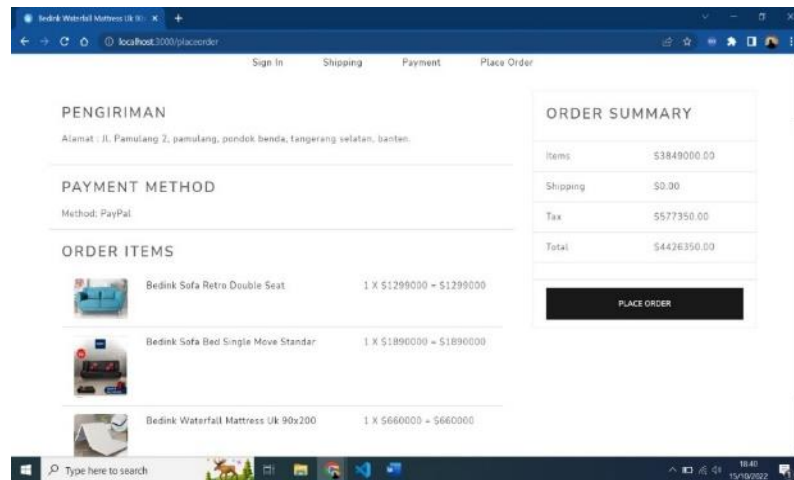 Bedink Waterfall Mattress Uk 90x
localhost:3000/placeorder
Sign In Shipping Payment Place Order
PENGIRIMAN
Alamat : Jl. Pamulang 2, pamulang, pondok benda, tangerang selatan, banten.
PAYMENT METHOD
Method: PayPal
ORDER ITEMS
Bedink Sofa Retro Double Seat 1 X $1299000 = $1299000
Bedink Sofa Bed Single Move Standar 1 X $1890000 = $1890000
Bedink Waterfall Mattress Uk 90x200 1 X $660000 = $660000
ORDER SUMMARY
Items $3849000.00
Shipping $0.00
Tax $577350.00
Total $4426350.00
PLACE ORDER
Type here to search
18.40
15/10/2022